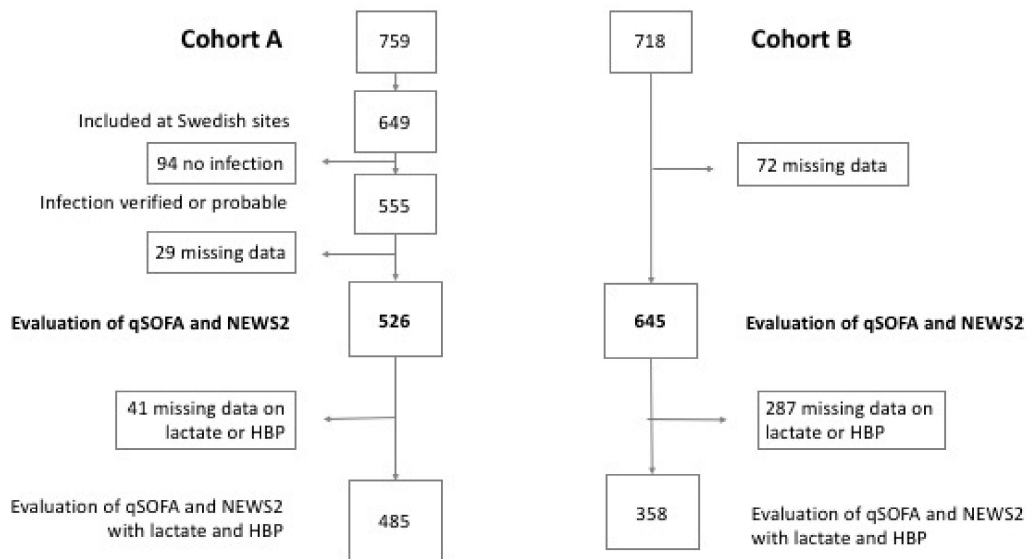 Cohort A
759
Included at Swedish sites
649
94 no infection
Infection verified or probable
555
29 missing data
Evaluation of qSOFA and NEWS2
526
41 missing data on
lactate or HBP
Evaluation of qSOFA and NEWS2
with lactate and HBP
485
718
Cohort B
72 missing data
645
Evaluation of qSOFA and NEWS2
287 missing data on
lactate or HBP
358
Evaluation of qSOFA and NEWS2
with lactate and HBP